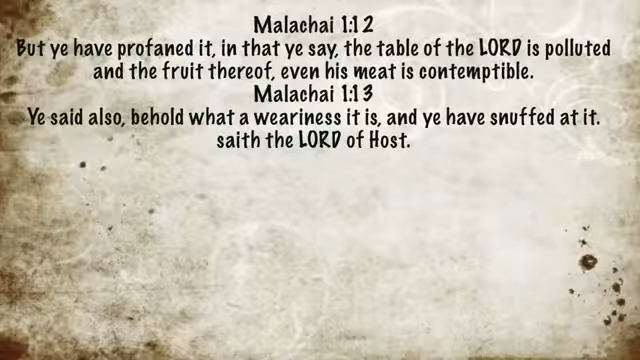 Malachai 1:12
But ye have profaned it, in that ye say, the table of the LORD is polluted
and the fruit thereof, even his meat is contemptible.
Malachai 1:13
Ye said also, behold what a weariness it is, and ye have snuffed at it.
saith the LORD of Host.